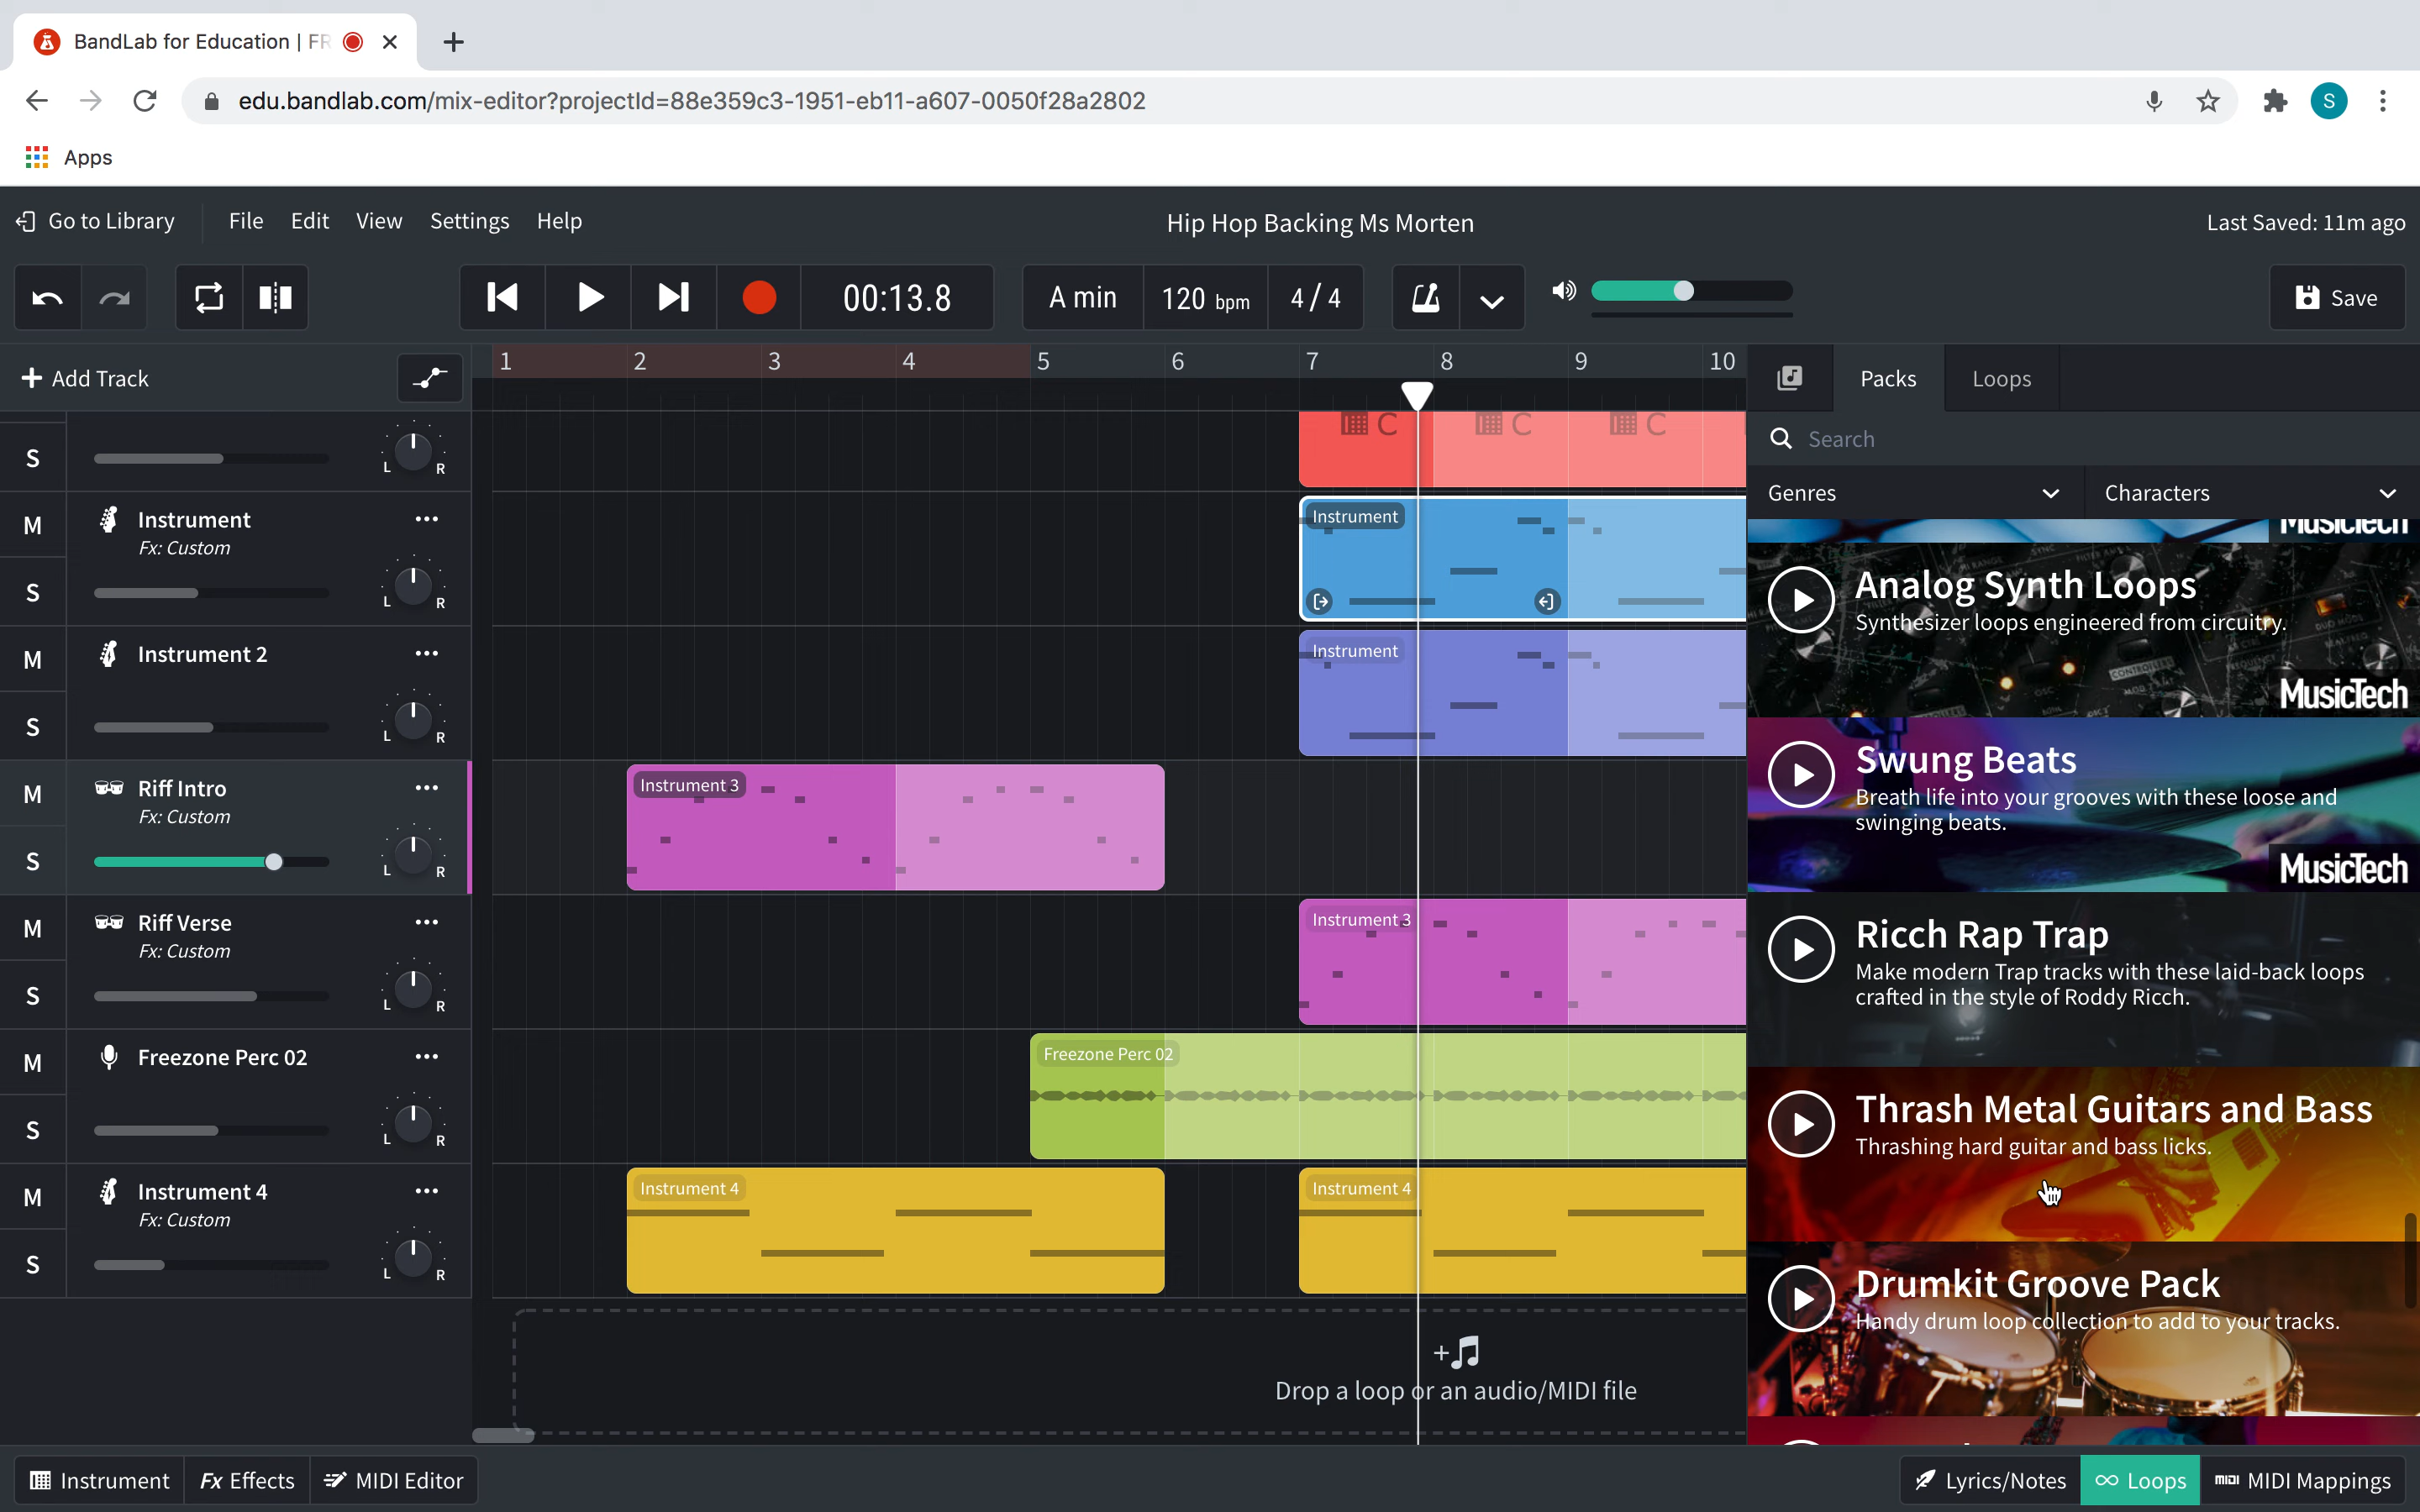 BandLab for Education | FR
edu.bandlab.com/mix-editor?projectId=88e359c3-1951-eb11-a607-0050f28a2802
S
Apps
Go to Library
File
Edit
View
Settings
Help
Hip Hop Backing Ms Morten
Last Saved: 11m ago
00:13.8
A min
120 bpm
4 / 4
Save
Add Track
1
2
3
4
5
6
7
8
9
10
Packs
Loops
Search
Genres
Characters
S
L
R
C
C
C
M
Instrument
Fx: Custom
S
L
R
Instrument
M
Instrument 2
S
L
R
Instrument
M
Riff Intro
Fx: Custom
S
L
R
Instrument 3
M
Riff Verse
Fx: Custom
S
L
R
Instrument 3
M
Freezone Perc 02
S
L
R
Freezone Perc 02
M
Instrument 4
Fx: Custom
S
L
R
Instrument 4
Instrument 4
Drop a loop or an audio/MIDI file
MusicTech
Analog Synth Loops
Synthesizer loops engineered from circuitry.
MusicTech
Swung Beats
Breath life into your grooves with these loose and
swinging beats.
MusicTech
Ricch Rap Trap
Make modern Trap tracks with these laid-back loops
crafted in the style of Roddy Ricch.
Thrash Metal Guitars and Bass
Thrashing hard guitar and bass licks.
Drumkit Groove Pack
Handy drum loop collection to add to your tracks.
Instrument
Fx Effects
MIDI Editor
Lyrics/Notes
Loops
MIDI Mappings